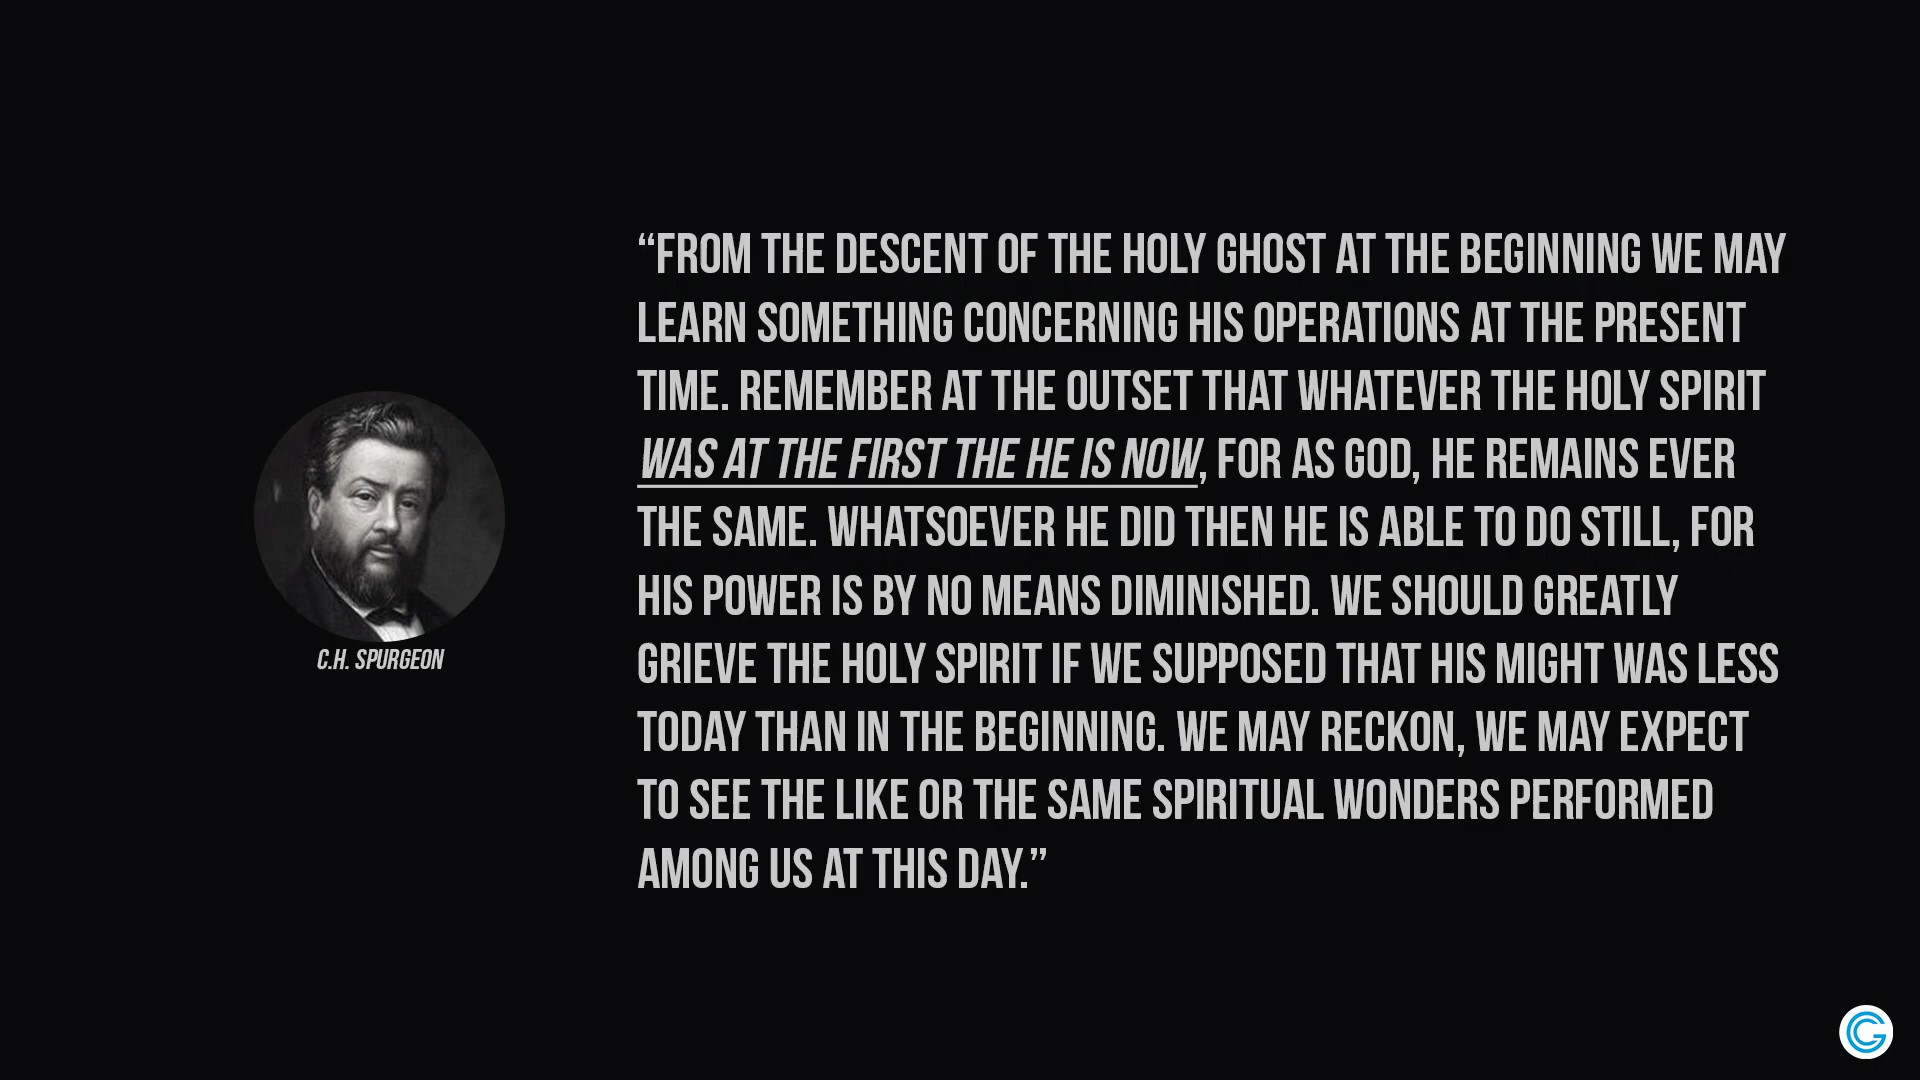 “FROM THE DESCENT OF THE HOLY GHOST AT THE BEGINNING WE MAY
LEARN SOMETHING CONCERNING HIS OPERATIONS AT THE PRESENT
TIME. REMEMBER AT THE OUTSET THAT WHATEVER THE HOLY SPIRIT
WAS AT THE FIRST THE HE IS NOW, FOR AS GOD, HE REMAINS EVER
THE SAME. WHATSOEVER HE DID THEN HE IS ABLE TO DO STILL, FOR
HIS POWER IS BY NO MEANS DIMINISHED. WE SHOULD GREATLY
GRIEVE THE HOLY SPIRIT IF WE SUPPOSED THAT HIS MIGHT WAS LESS
TODAY THAN IN THE BEGINNING. WE MAY RECKON, WE MAY EXPECT
TO SEE THE LIKE OR THE SAME SPIRITUAL WONDERS PERFORMED
AMONG US AT THIS DAY.”
C.H. SPURGEON